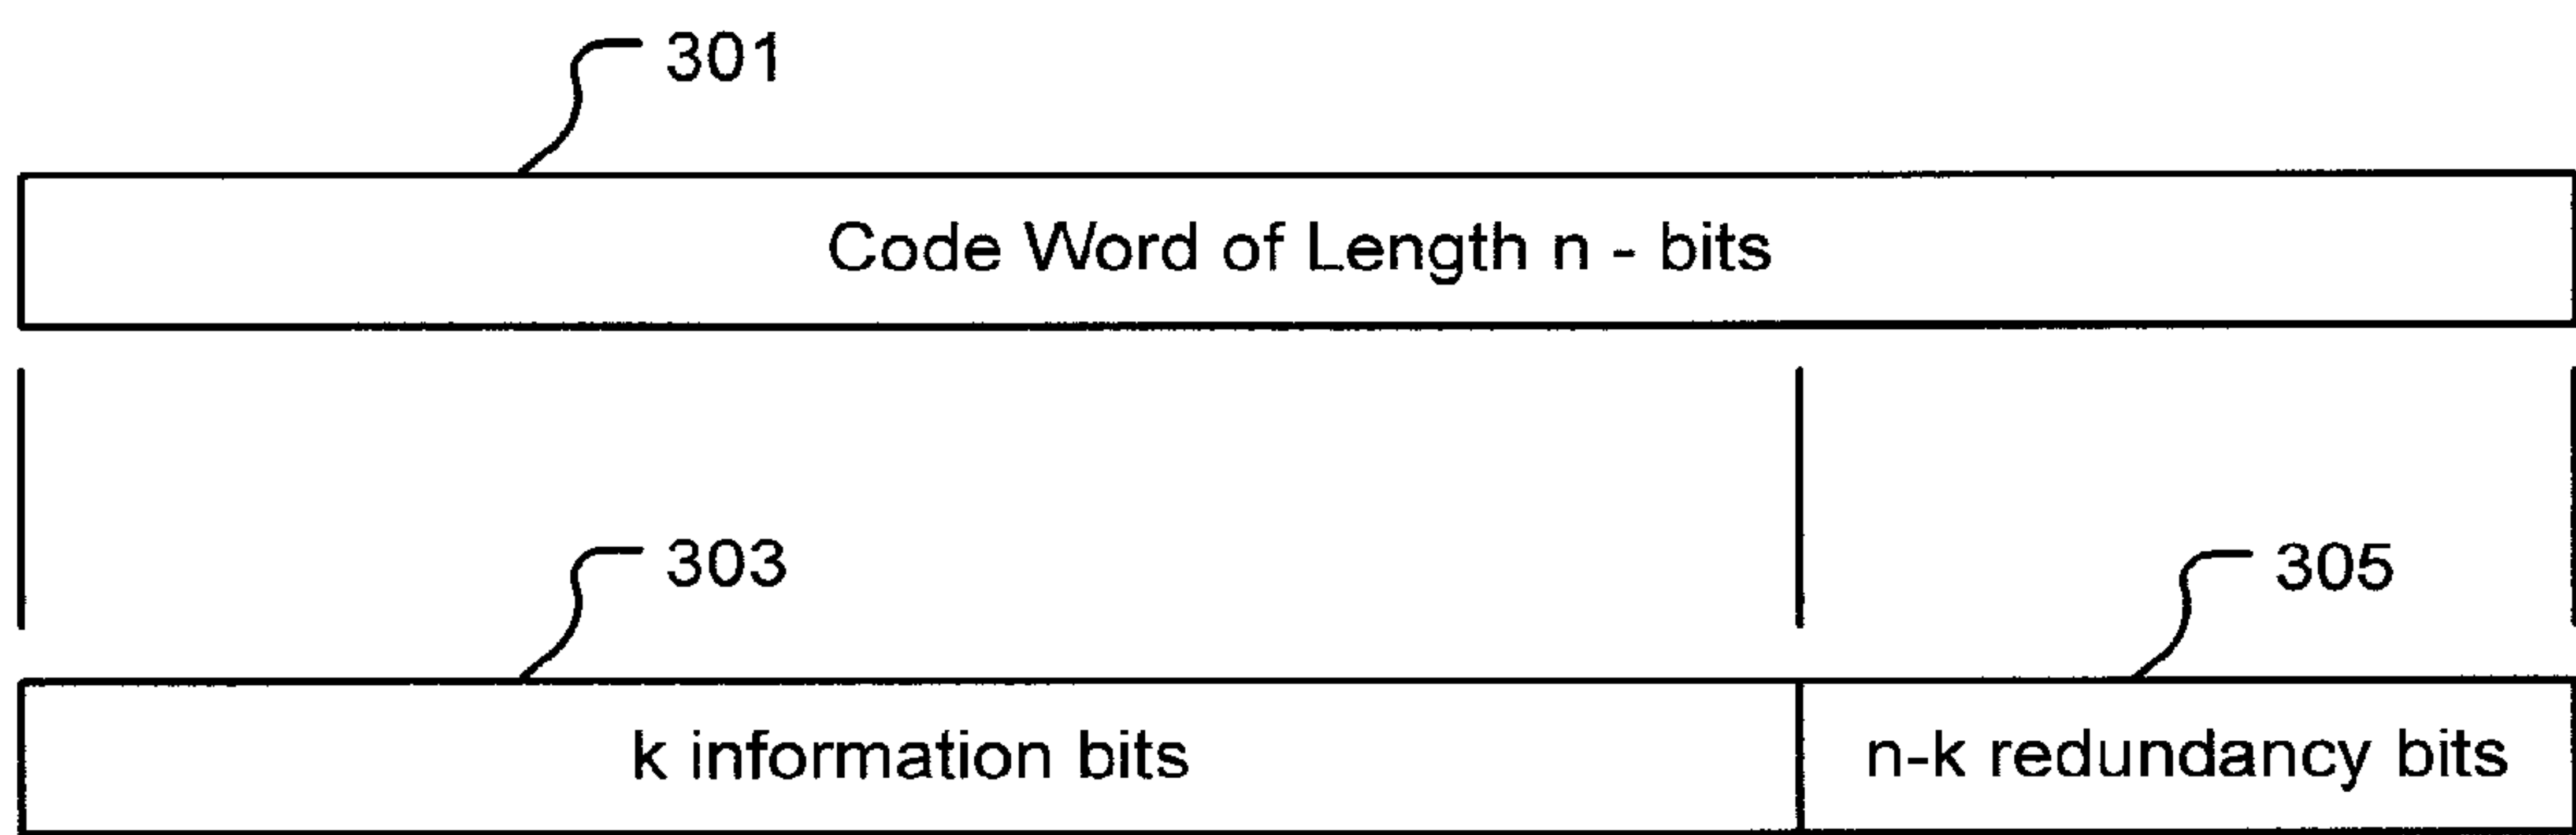 301
Code Word of Length n - bits
303
305
k information bits
n-k redundancy bits